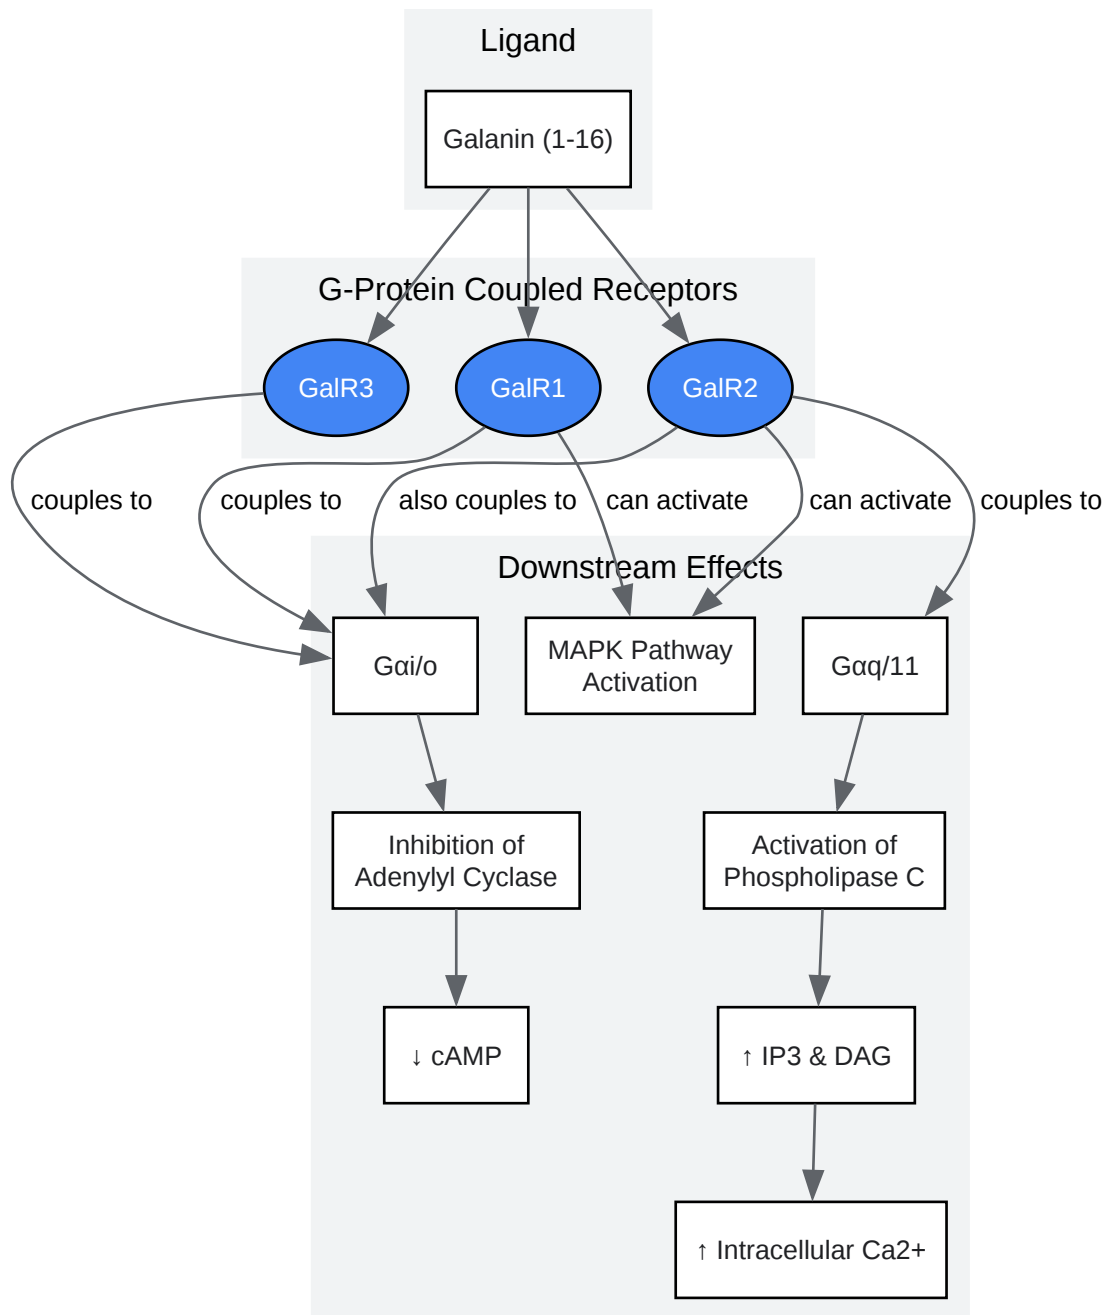 Ligand
Galanin (1-16)
G-Protein Coupled Receptors
GalR3
GalR1
GalR2
couples to
couples to
also couples to
can activate
can activate
couples to
Downstream Effects
Gαi/o
MAPK Pathway
Activation
Gαq/11
Inhibition of
Adenylyl Cyclase
Activation of
Phospholipase C
↓ cAMP
↑ IP3 & DAG
↑ Intracellular Ca2+